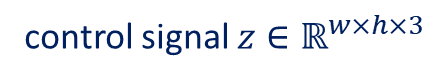 control signal z ∈ ℝ^{w×h×3}